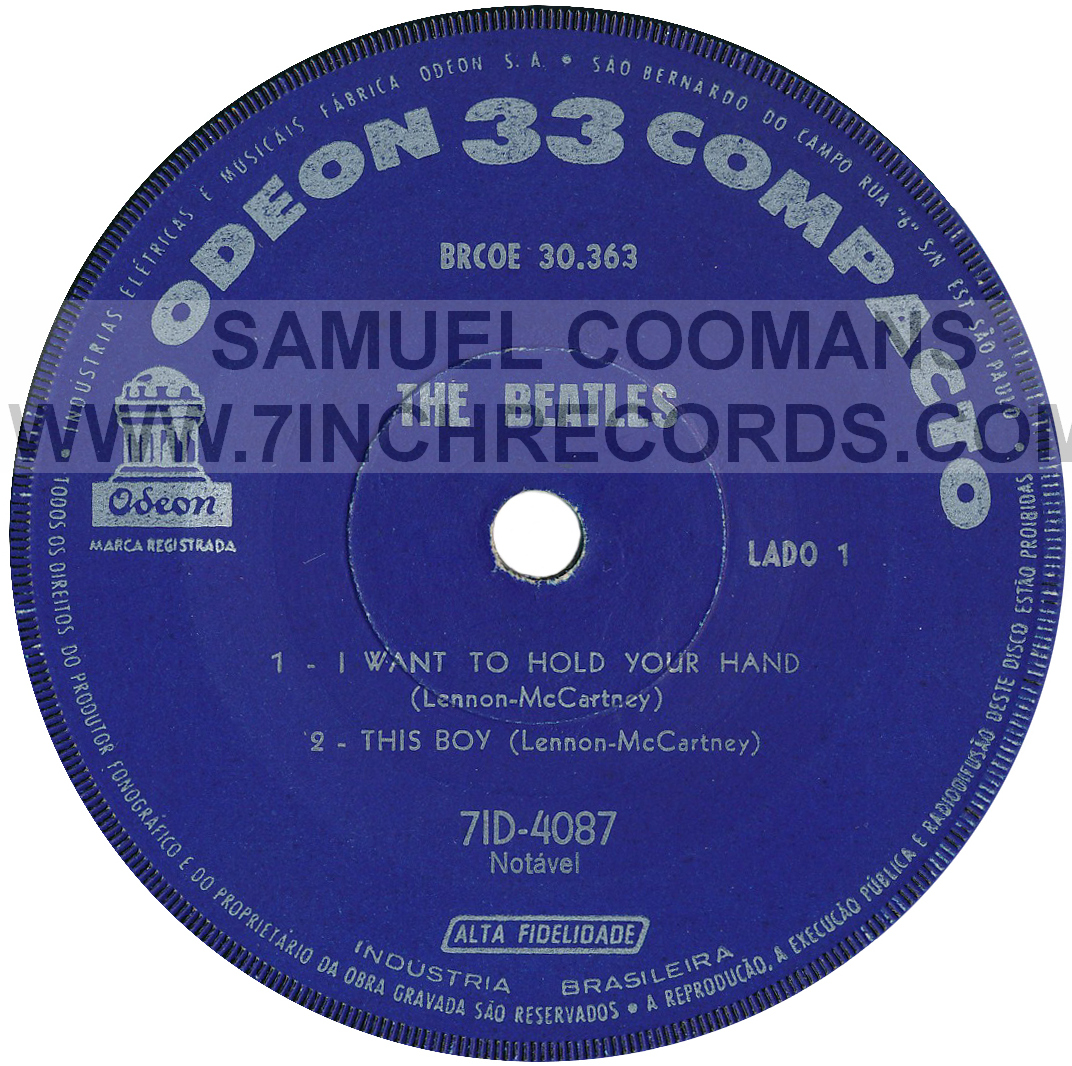 • INDÚSTRIAS ELÉTRICAS E MUSICAIS FÁBRICA ODEON S. A. • SÃO BERNARDO DO CAMPO RUA "6" S/N EST. SÃO PAULO •
ODEON 33 COMPACTO
BRCOE 30.363
SAMUEL COOMANS
THE BEATLES
WWW.7INCHRECORDS.COM
Odeon
MARCA REGISTRADA
LADO 1
1 - I WANT TO HOLD YOUR HAND
(Lennon-McCartney)
2 - THIS BOY (Lennon-McCartney)
7ID-4087
Notável
ALTA FIDELIDADE
INDÚSTRIA BRASILEIRA
TODOS OS DIREITOS DO PRODUTOR FONOGRÁFICO E DO PROPRIETÁRIO DA OBRA GRAVADA SÃO RESERVADOS • A REPRODUÇÃO, A EXECUÇÃO PÚBLICA E RADIODIFUSÃO DESTE DISCO ESTÃO PROIBIDAS